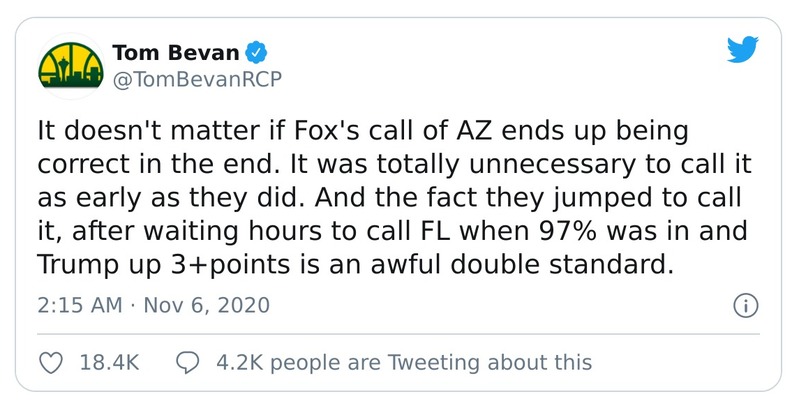 Tom Bevan
@TomBevanRCP
It doesn't matter if Fox's call of AZ ends up being
correct in the end. It was totally unnecessary to call it
as early as they did. And the fact they jumped to call
it, after waiting hours to call FL when 97% was in and
Trump up 3+points is an awful double standard.
2:15 AM · Nov 6, 2020
18.4K 4.2K people are Tweeting about this